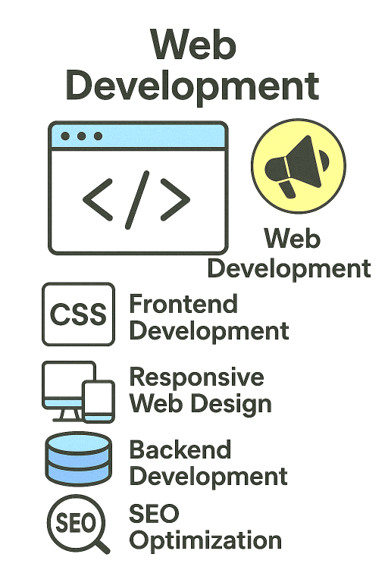 Web
Development
</>
Web
Development
CSS
Frontend
Development
Responsive
Web Design
Backend
Development
SEO
SEO
Optimization